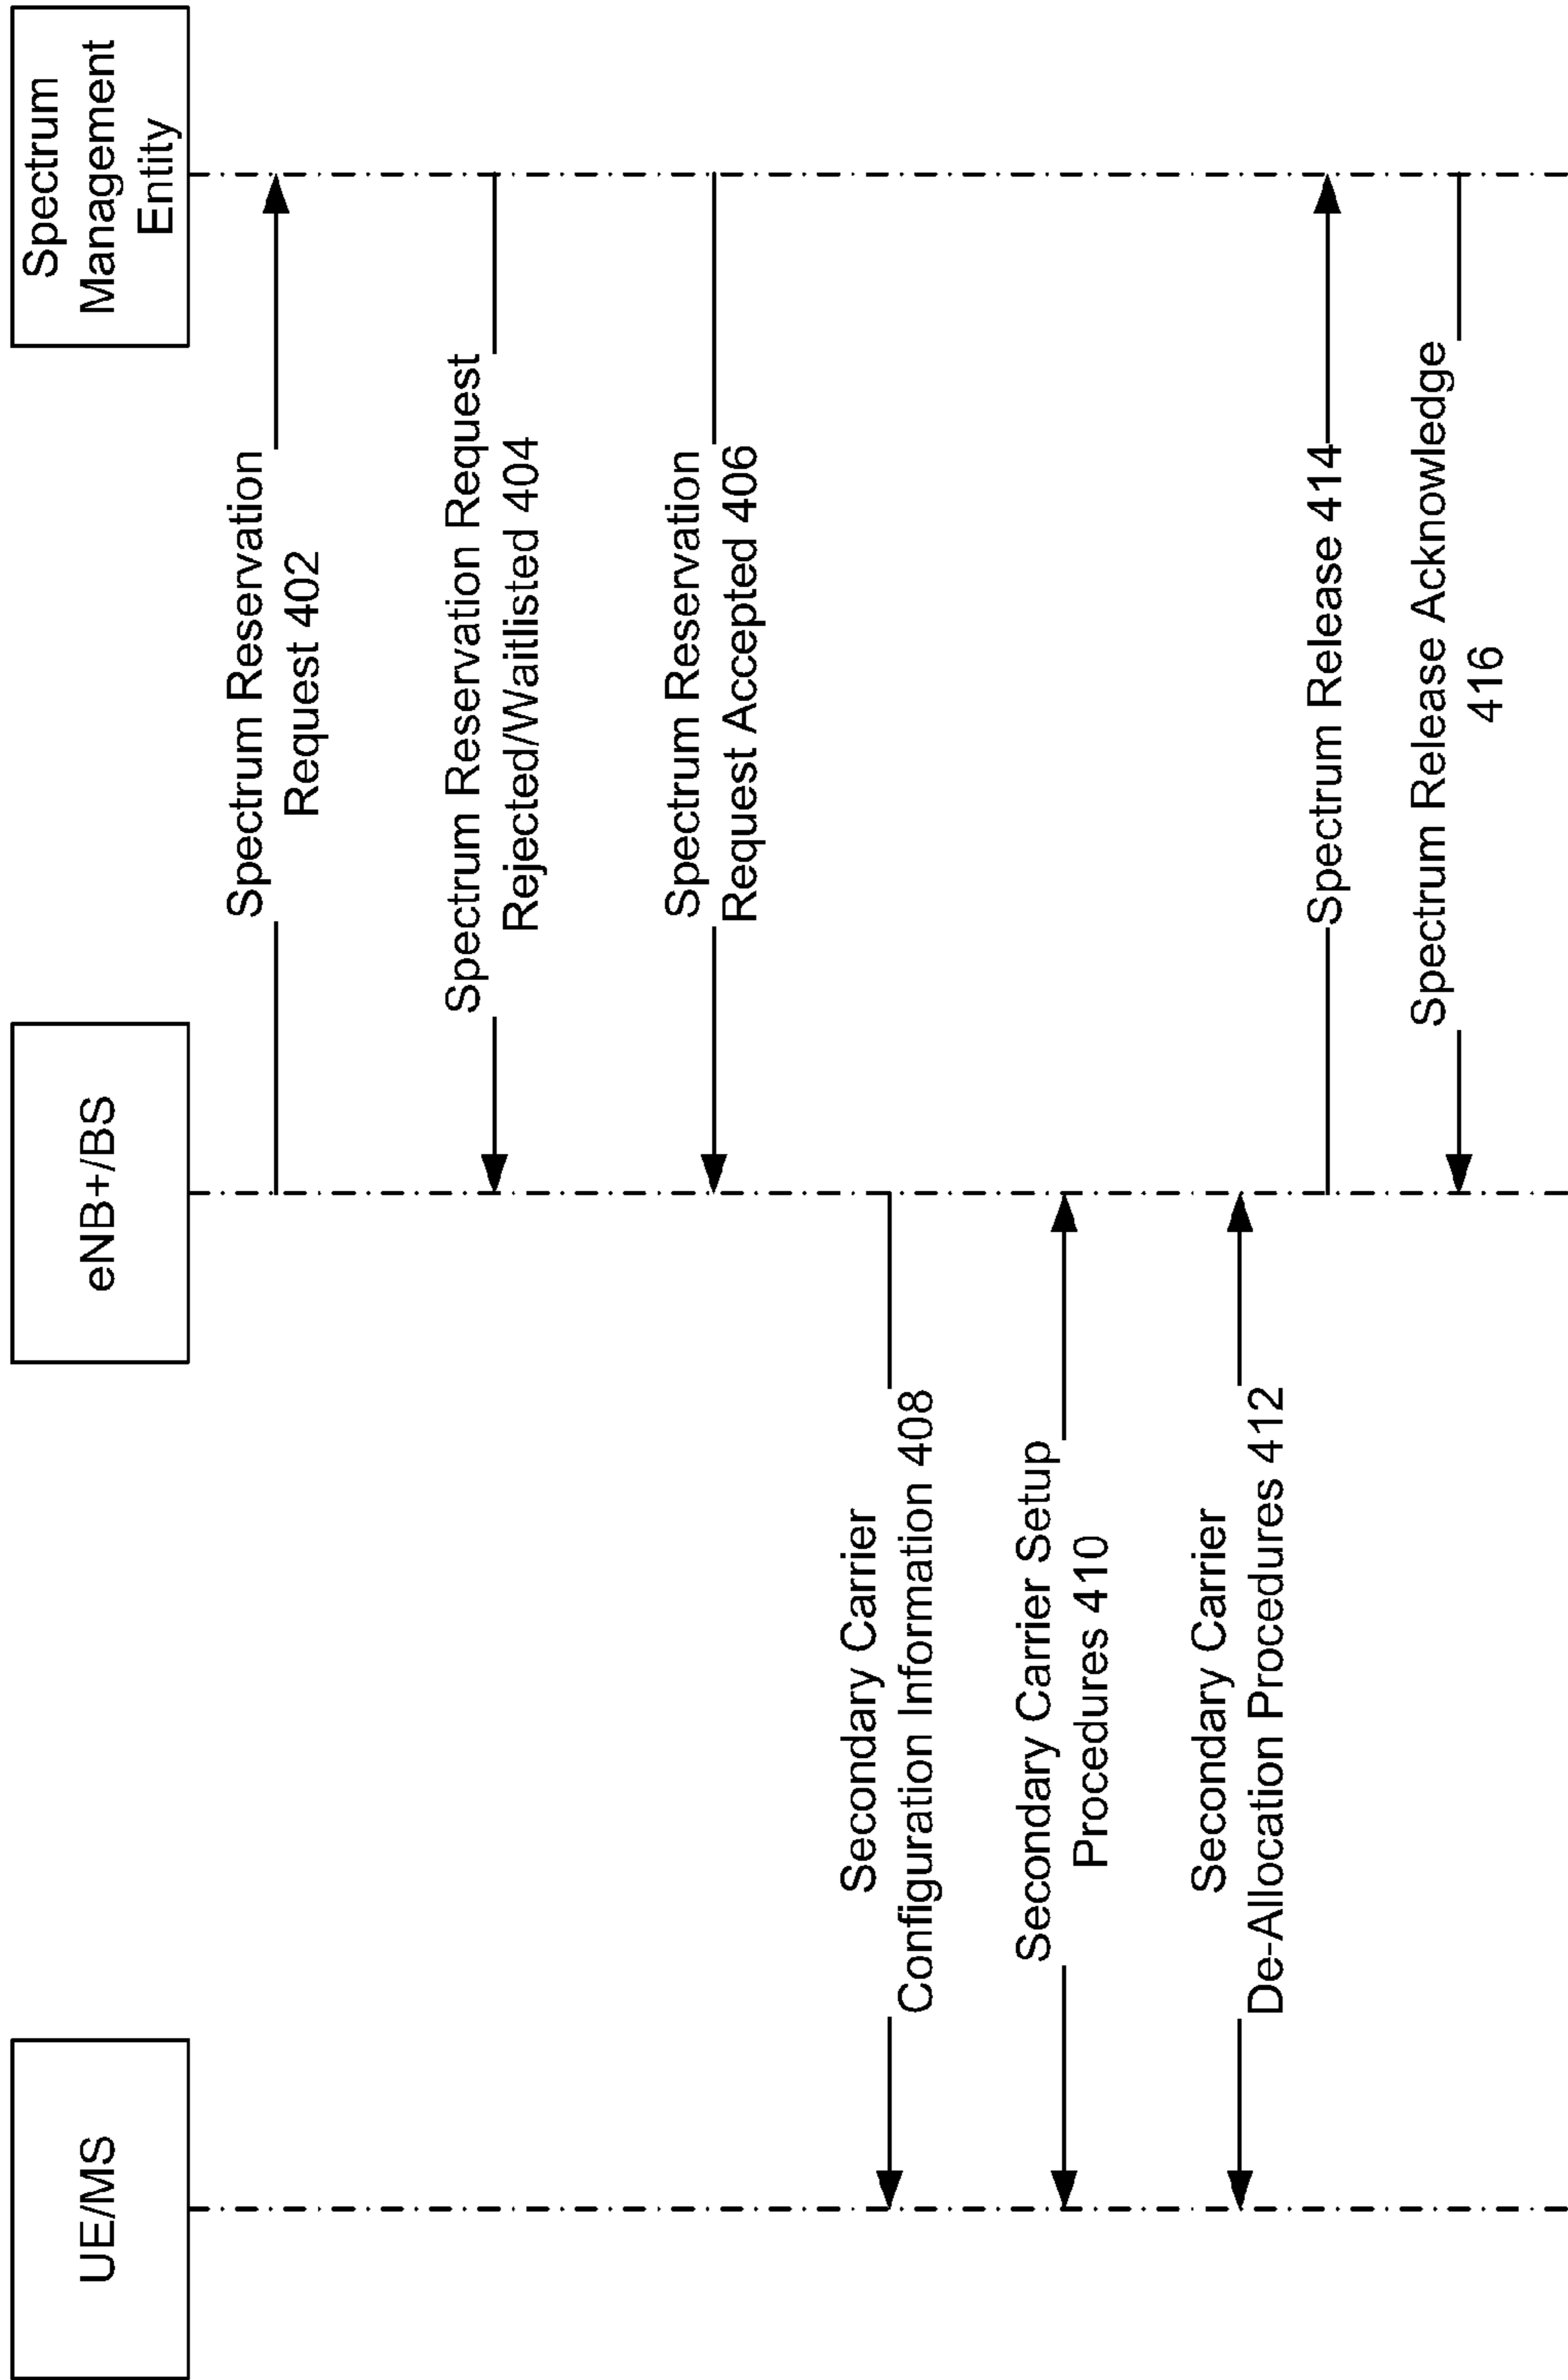 UE/MS
eNB+/BS
Spectrum
Management
Entity
Spectrum Reservation
Request 402
Spectrum Reservation Request
Rejected/Waitlisted 404
Spectrum Reservation
Request Accepted 406
Secondary Carrier
Configuration Information 408
Secondary Carrier Setup
Procedures 410
Secondary Carrier
De-Allocation Procedures 412
Spectrum Release 414
Spectrum Release Acknowledge
416